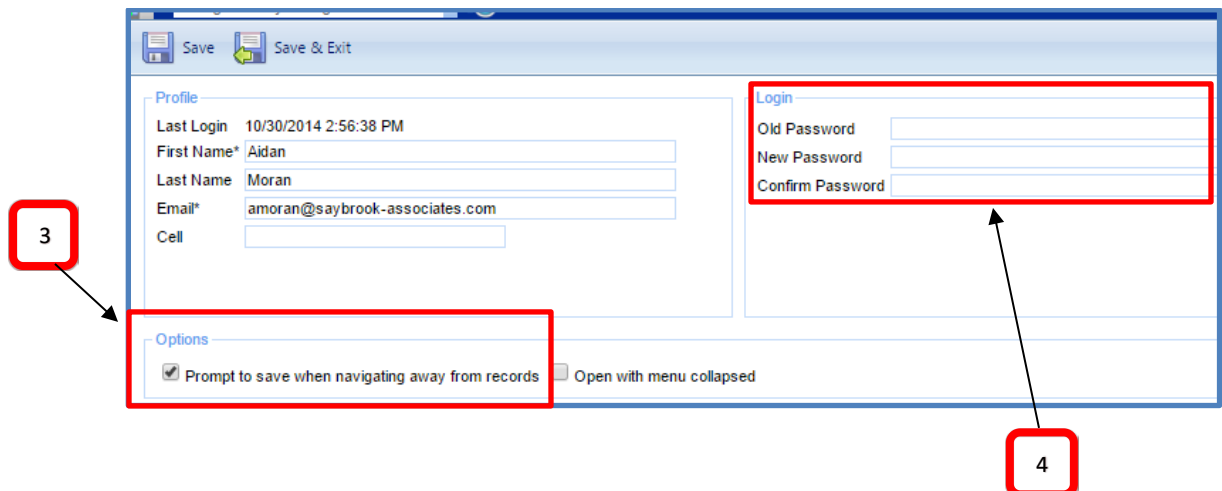 Save Save & Exit
Profile
Last Login 10/30/2014 2:56:38 PM
First Name* Aidan
Last Name Moran
Email* amoran@saybrook-associates.com
Cell
Login
Old Password
New Password
Confirm Password
3
Options
Prompt to save when navigating away from records Open with menu collapsed
4